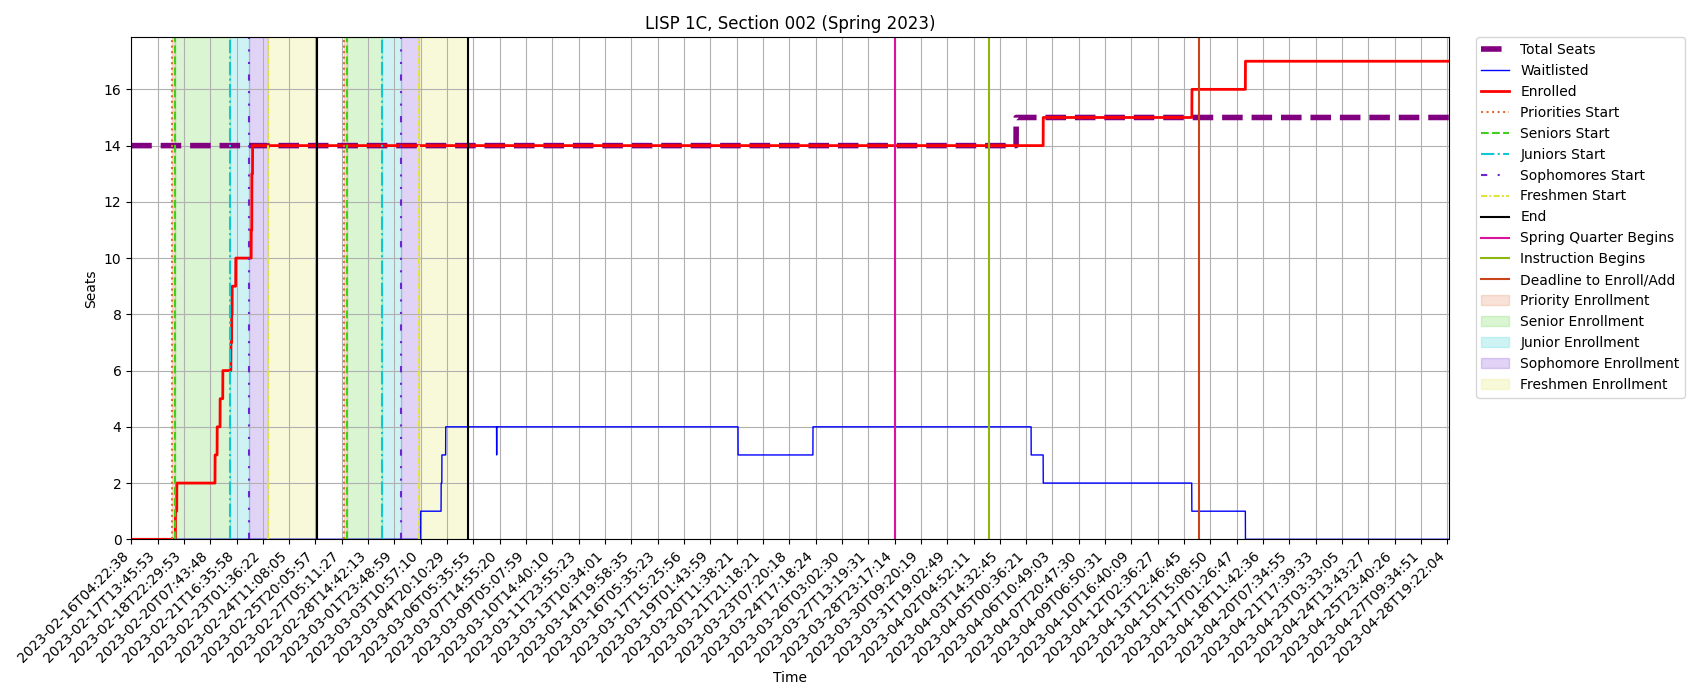 LISP 1C, Section 002 (Spring 2023)
Seats
16
14
12
10
8
6
4
2
0
2023-02-16T04:22:38
2023-02-17T13:45:53
2023-02-18T22:29:53
2023-02-20T07:43:48
2023-02-21T16:35:58
2023-02-23T01:36:22
2023-02-24T11:08:05
2023-02-25T20:05:57
2023-02-27T05:11:27
2023-02-28T14:42:13
2023-03-01T23:48:59
2023-03-03T10:57:10
2023-03-04T20:10:29
2023-03-06T05:35:55
2023-03-07T14:55:20
2023-03-09T05:07:59
2023-03-10T14:40:10
2023-03-11T23:55:23
2023-03-13T10:34:01
2023-03-14T19:58:35
2023-03-16T05:35:23
2023-03-17T15:25:56
2023-03-19T01:43:59
2023-03-20T11:38:21
2023-03-21T21:18:21
2023-03-23T07:20:18
2023-03-24T17:18:24
2023-03-26T03:02:30
2023-03-27T13:19:31
2023-03-28T23:17:14
2023-03-30T09:20:19
2023-03-31T19:02:49
2023-04-02T04:52:11
2023-04-03T14:32:45
2023-04-05T00:36:21
2023-04-06T10:49:03
2023-04-07T20:47:30
2023-04-09T06:50:31
2023-04-10T16:40:09
2023-04-12T02:36:27
2023-04-13T12:46:45
2023-04-15T15:08:50
2023-04-17T01:26:47
2023-04-18T11:42:36
2023-04-20T07:34:55
2023-04-21T17:39:33
2023-04-23T03:33:05
2023-04-24T13:43:27
2023-04-25T23:40:26
2023-04-27T09:34:51
2023-04-28T19:22:04
Time
Total Seats
Waitlisted
Enrolled
Priorities Start
Seniors Start
Juniors Start
Sophomores Start
Freshmen Start
End
Spring Quarter Begins
Instruction Begins
Deadline to Enroll/Add
Priority Enrollment
Senior Enrollment
Junior Enrollment
Sophomore Enrollment
Freshmen Enrollment